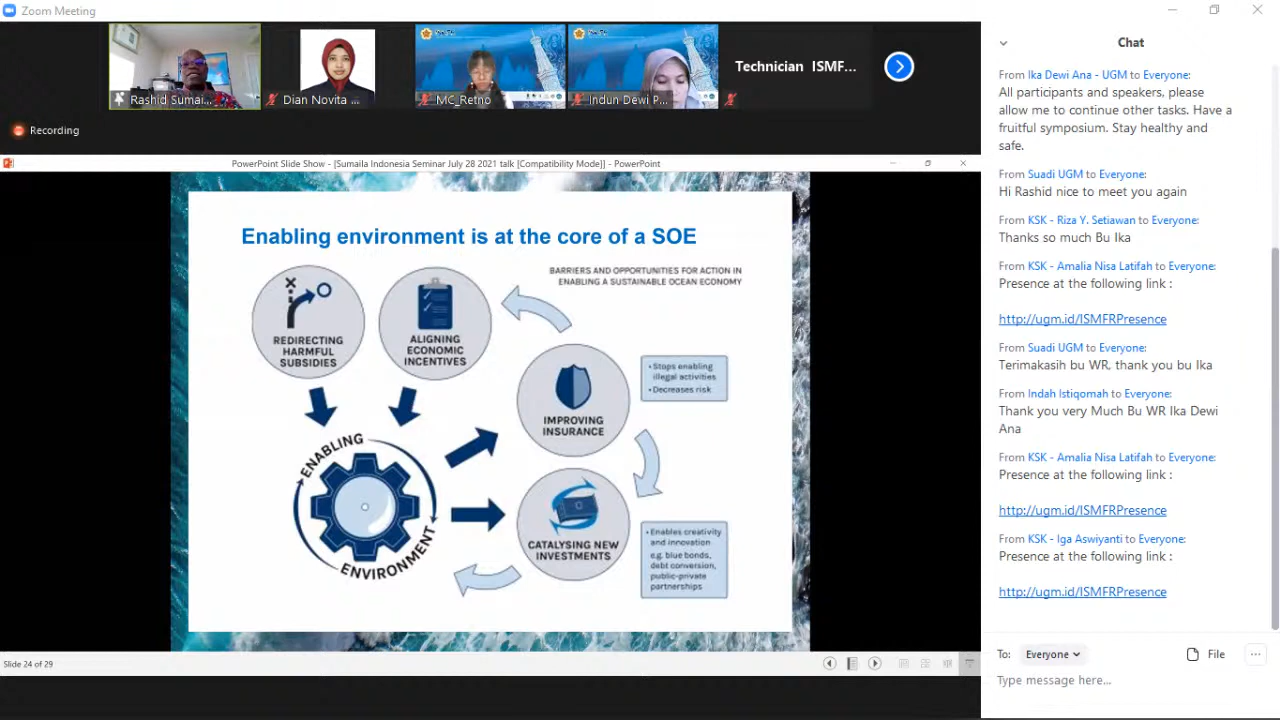 Zoom Meeting
Rashid Sumai...
Dian Novita ...
MC_Retno
Indun Dewi P...
Technician ISMF...
Recording
PowerPoint Slide Show - [Sumaila Indonesia Seminar July 28 2021 talk [Compatibility Mode]] - PowerPoint
Enabling environment is at the core of a SOE
BARRIERS AND OPPORTUNITIES FOR ACTION IN
ENABLING A SUSTAINABLE OCEAN ECONOMY
REDIRECTING
HARMFUL
SUBSIDIES
ALIGNING
ECONOMIC
INCENTIVES
IMPROVING
INSURANCE
• Stops enabling
illegal activities
• Decreases risk
ENABLING
ENVIRONMENT
CATALYSING NEW
INVESTMENTS
• Enables creativity
and innovation
e.g. blue bonds,
debt conversion,
public-private
partnerships
Slide 24 of 29
Chat
From Ika Dewi Ana - UGM to Everyone:
All participants and speakers, please
allow me to continue other tasks. Have a
fruitful symposium. Stay healthy and
safe.
From Suadi UGM to Everyone:
Hi Rashid nice to meet you again
From KSK - Riza Y. Setiawan to Everyone:
Thanks so much Bu Ika
From KSK - Amalia Nisa Latifah to Everyone:
Presence at the following link :
http://ugm.id/ISMFRPresence
From Suadi UGM to Everyone:
Terimakasih bu WR, thank you bu Ika
From Indah Istiqomah to Everyone:
Thank you very Much Bu WR Ika Dewi
Ana
From KSK - Amalia Nisa Latifah to Everyone:
Presence at the following link :
http://ugm.id/ISMFRPresence
From KSK - Iga Aswiyanti to Everyone:
Presence at the following link :
http://ugm.id/ISMFRPresence
To: Everyone
File
Type message here...